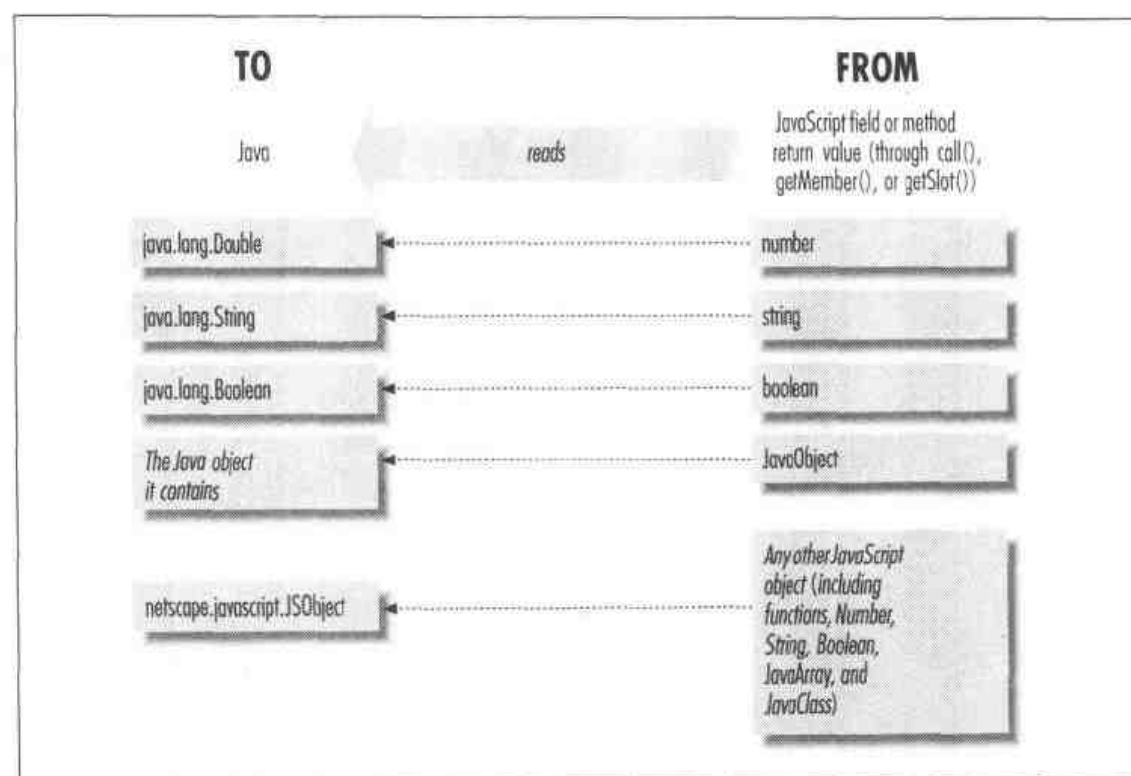 TO
FROM
Java
reads
JavaScript field or method
return value (through call(),
getMember(), or getSlot())
java.lang.Double
number
java.lang.String
string
java.lang.Boolean
boolean
The Java object
it contains
JavaObject
netscape.javascript.JSObject
Any other JavaScript
object (including
functions, Number,
String, Boolean,
JavaArray, and
JavaClass)